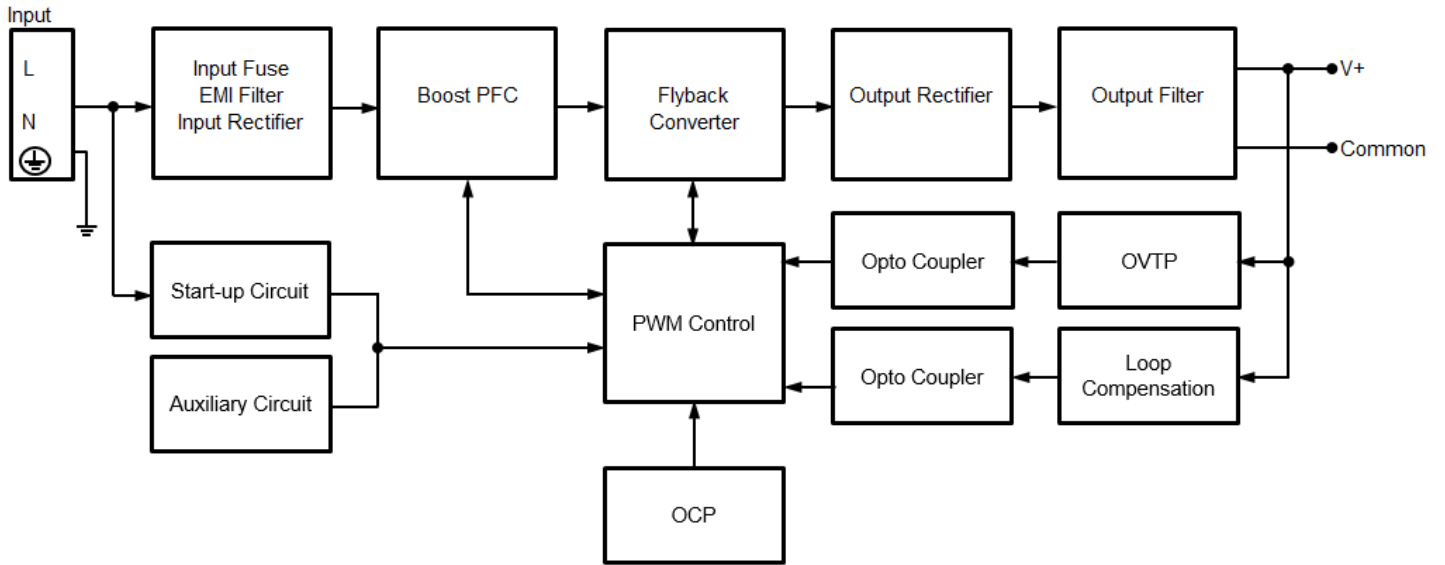 Input
L
N
Input Fuse
EMI Filter
Input Rectifier
Boost PFC
Flyback
Converter
Output Rectifier
Output Filter
V+
Common
Start-up Circuit
Auxiliary Circuit
PWM Control
Opto Coupler
OVTP
Opto Coupler
Loop
Compensation
OCP